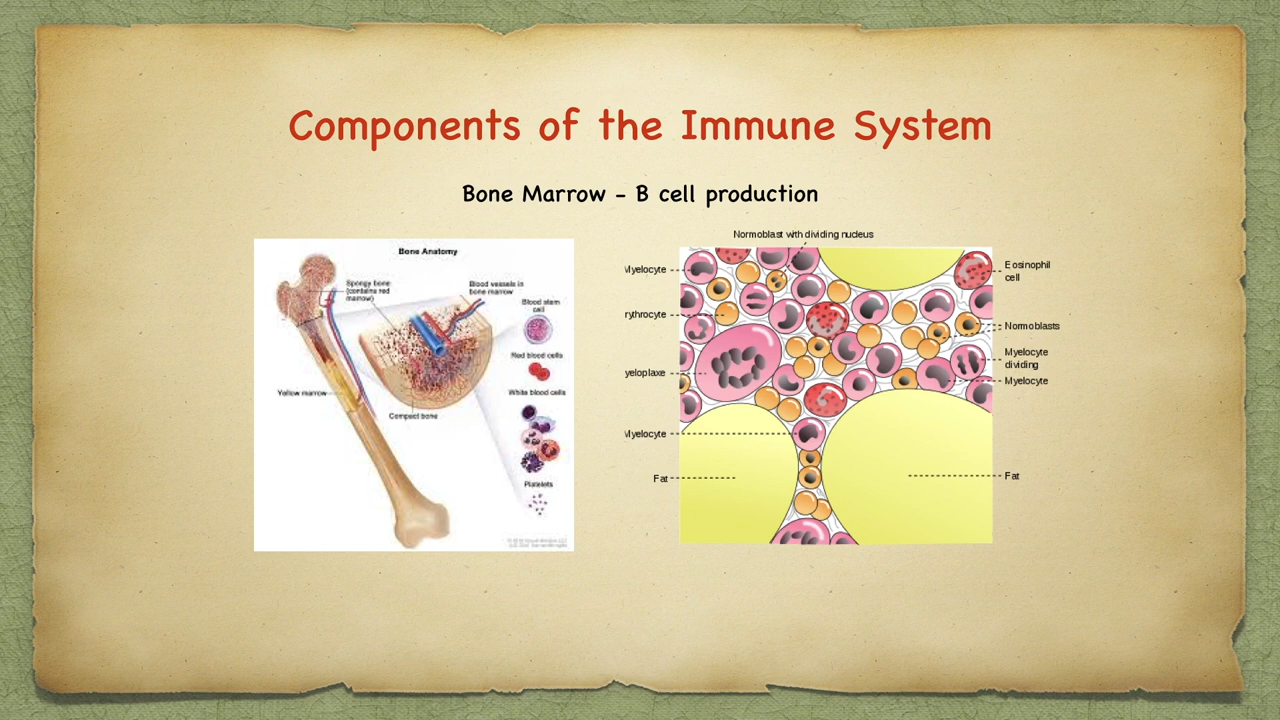 Components of the Immune System
Bone Marrow - B cell production
Bone Anatomy
Spongy bone
(contains red
marrow)
Blood vessels in
bone marrow
Blood stem
cell
Red blood cells
White blood cells
Yellow marrow
Compact bone
Platelets
Normoblast with dividing nucleus
Myelocyte
rythrocyte
yeloplaxe
Myelocyte
Fat
Eosinophil
cell
Normoblasts
Myelocyte
dividing
Myelocyte
Fat